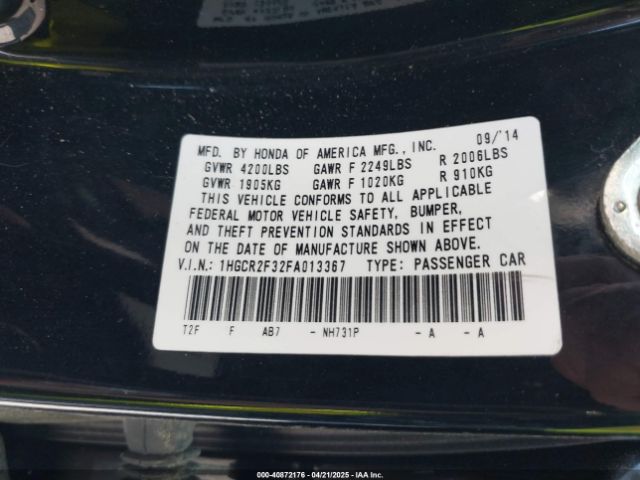 MFD. BY HONDA OF AMERICA MFG., INC. 09/'14
GVWR 4200LBS GAWR F 2249LBS R 2006LBS
GVWR 1905KG GAWR F 1020KG R 910KG
THIS VEHICLE CONFORMS TO ALL APPLICABLE
FEDERAL MOTOR VEHICLE SAFETY, BUMPER,
AND THEFT PREVENTION STANDARDS IN EFFECT
ON THE DATE OF MANUFACTURE SHOWN ABOVE.
V.I.N.: 1HGCR2F32FA013367 TYPE: PASSENGER CAR
T2F F AB7 - NH731P - A - A
000-40872176 - 04/21/2025 - IAA Inc.